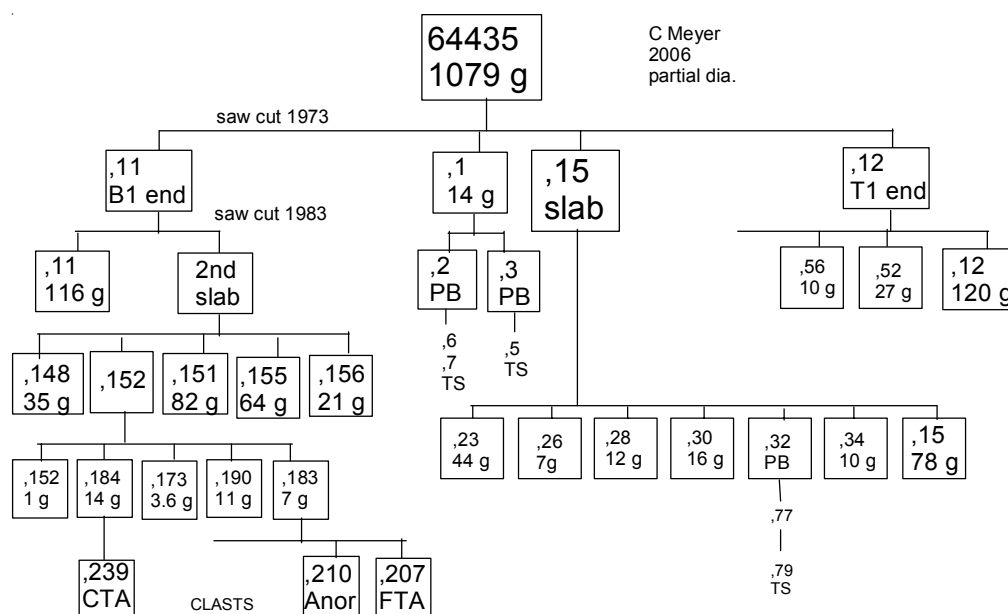 64435
1079 g
C Meyer
2006
partial dia.
saw cut 1973
,11
B1 end
,1
14 g
,15
slab
,12
T1 end
saw cut 1983
,11
116 g
2nd
slab
,2
PB
,3
PB
,56
10 g
,52
27 g
,12
120 g
,6
,7
TS
,5
TS
,148
35 g
,152
,151
82 g
,155
64 g
,156
21 g
,23
44 g
,26
7g
,28
12 g
,30
16 g
,32
PB
,34
10 g
,15
78 g
,152
1 g
,184
14 g
,173
3.6 g
,190
11 g
,183
7 g
,77
,79
TS
,239
CTA
CLASTS
,210
Anor
,207
FTA